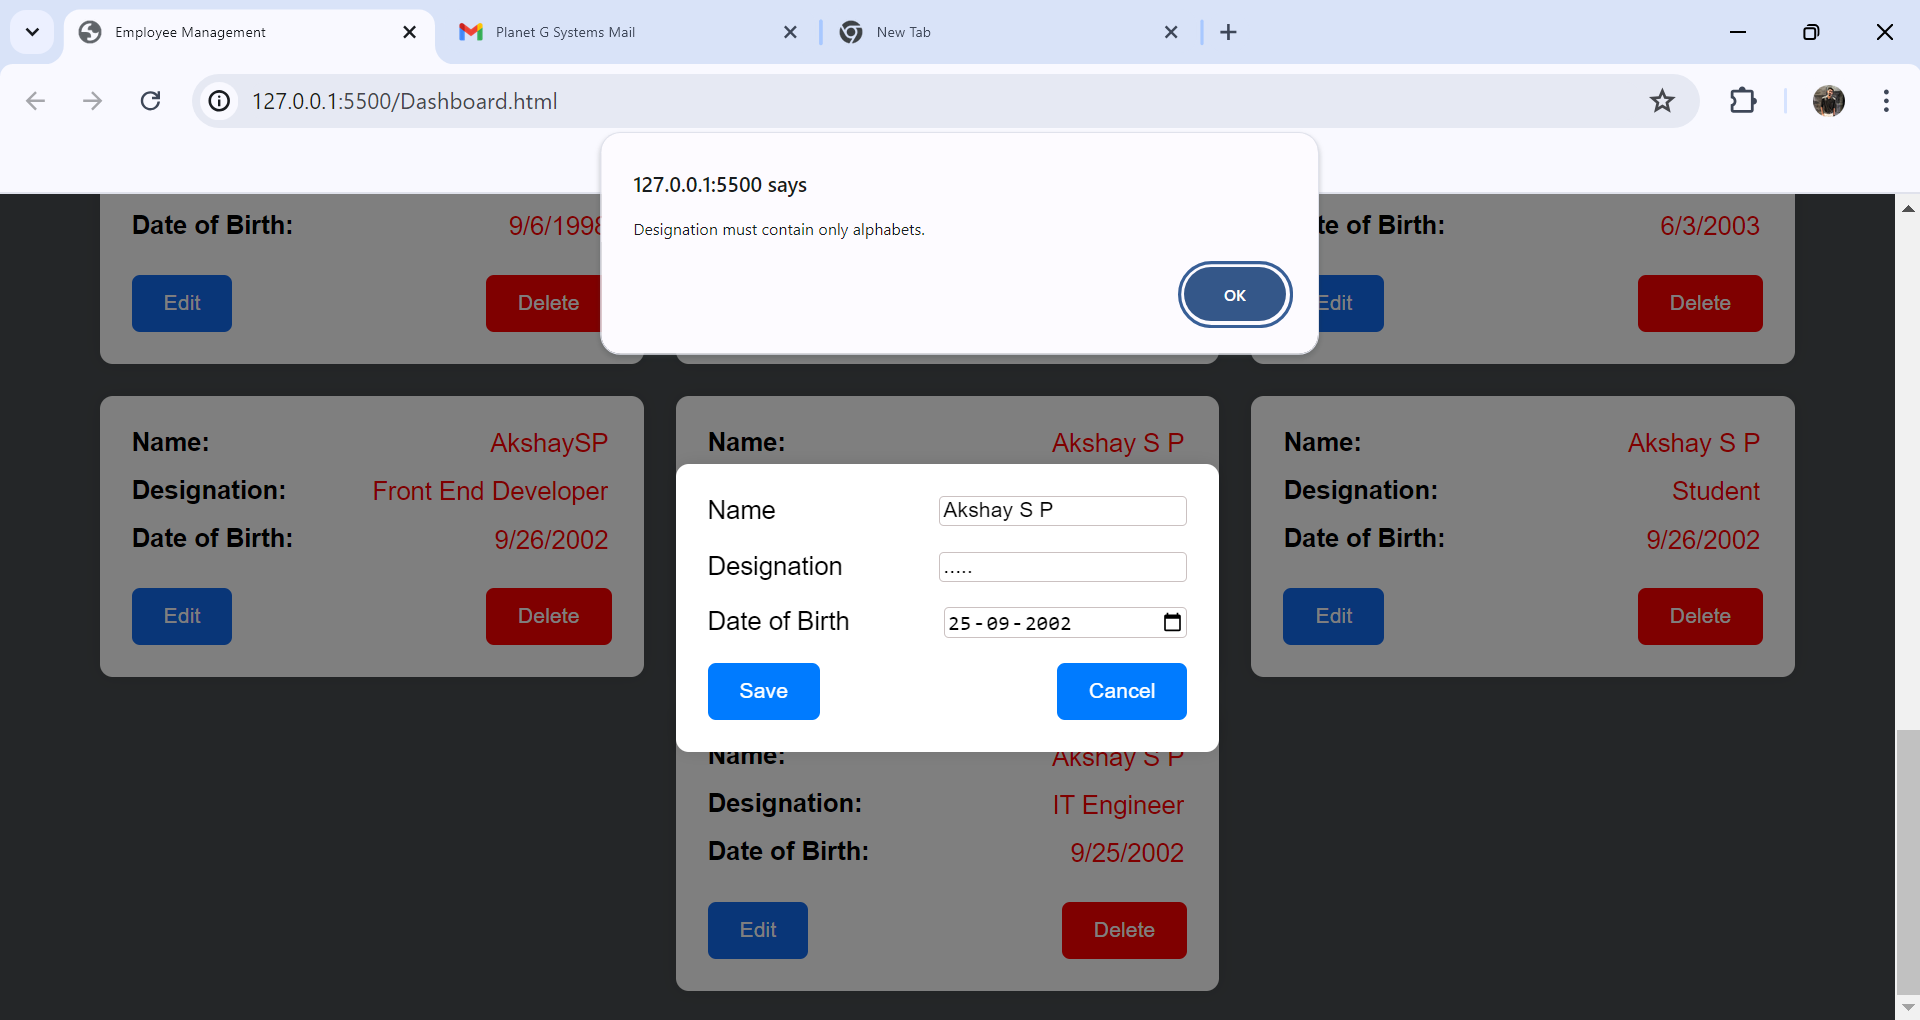 Employee Management
Planet G Systems Mail
New Tab
127.0.0.1:5500/Dashboard.html
127.0.0.1:5500 says
Designation must contain only alphabets.
OK
Date of Birth: 9/6/1998
te of Birth: 6/3/2003
Edit Delete
Edit Delete
Name: AkshaySP
Designation: Front End Developer
Date of Birth: 9/26/2002
Edit Delete
Name: Akshay S P
Name Akshay S P
Designation .....
Date of Birth 25-09-2002
Save Cancel
Name: Akshay S P
Designation: Student
Date of Birth: 9/26/2002
Edit Delete
Name: Akshay S P
Designation: IT Engineer
Date of Birth: 9/25/2002
Edit Delete